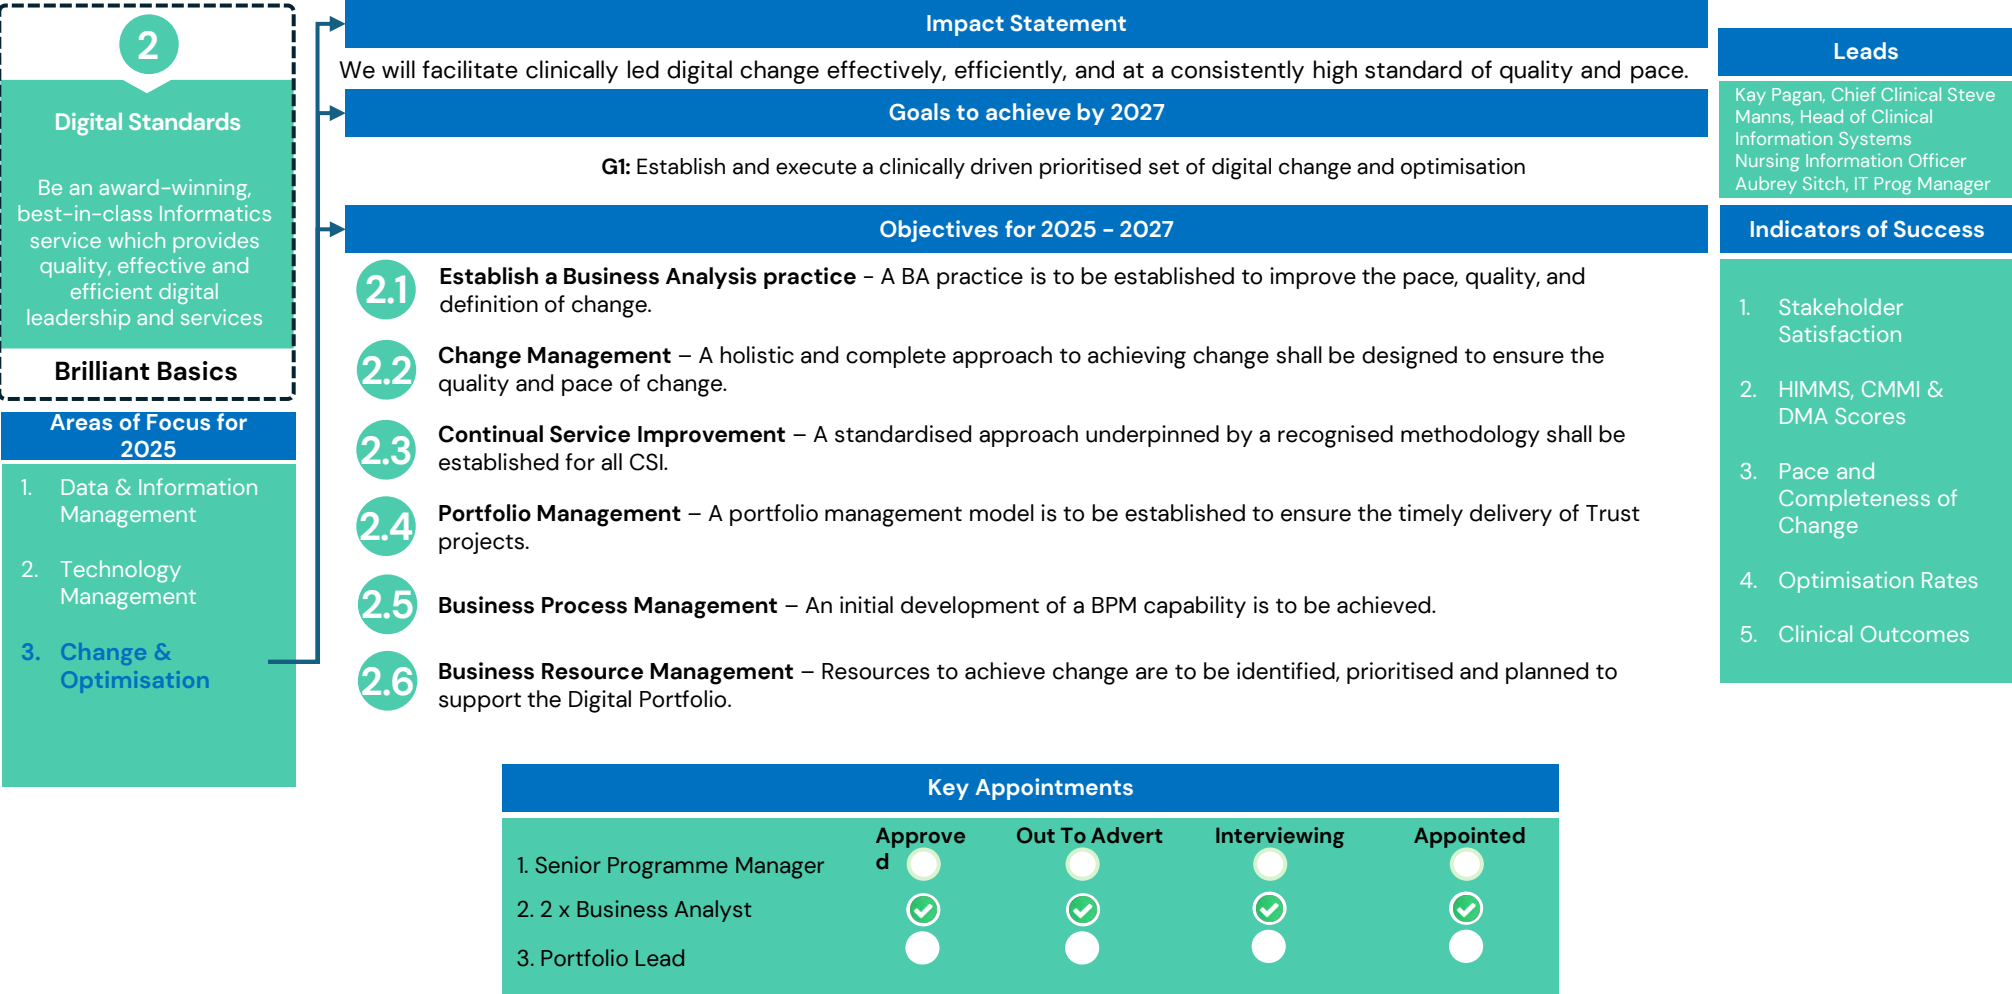 2
Digital Standards
Be an award-winning,
best-in-class Informatics
service which provides
quality, effective and
efficient digital
leadership and services
Brilliant Basics
Areas of Focus for
2025
1. Data & Information
Management
2. Technology
Management
3. Change &
Optimisation
Impact Statement
We will facilitate clinically led digital change effectively, efficiently, and at a consistently high standard of quality and pace.
Goals to achieve by 2027
G1: Establish and execute a clinically driven prioritised set of digital change and optimisation
Objectives for 2025 - 2027
2.1 Establish a Business Analysis practice - A BA practice is to be established to improve the pace, quality, and
definition of change.
2.2 Change Management – A holistic and complete approach to achieving change shall be designed to ensure the
quality and pace of change.
2.3 Continual Service Improvement – A standardised approach underpinned by a recognised methodology shall be
established for all CSI.
2.4 Portfolio Management – A portfolio management model is to be established to ensure the timely delivery of Trust
projects.
2.5 Business Process Management – An initial development of a BPM capability is to be achieved.
2.6 Business Resource Management – Resources to achieve change are to be identified, prioritised and planned to
support the Digital Portfolio.
Leads
Kay Pagan, Chief Clinical Steve
Manns, Head of Clinical
Information Systems
Nursing Information Officer
Aubrey Sitch, IT Prog Manager
Indicators of Success
1. Stakeholder
Satisfaction
2. HIMMS, CMMI &
DMA Scores
3. Pace and
Completeness of
Change
4. Optimisation Rates
5. Clinical Outcomes
Key Appointments
Approve Out To Advert Interviewing Appointed
d
1. Senior Programme Manager
2. 2 x Business Analyst
3. Portfolio Lead